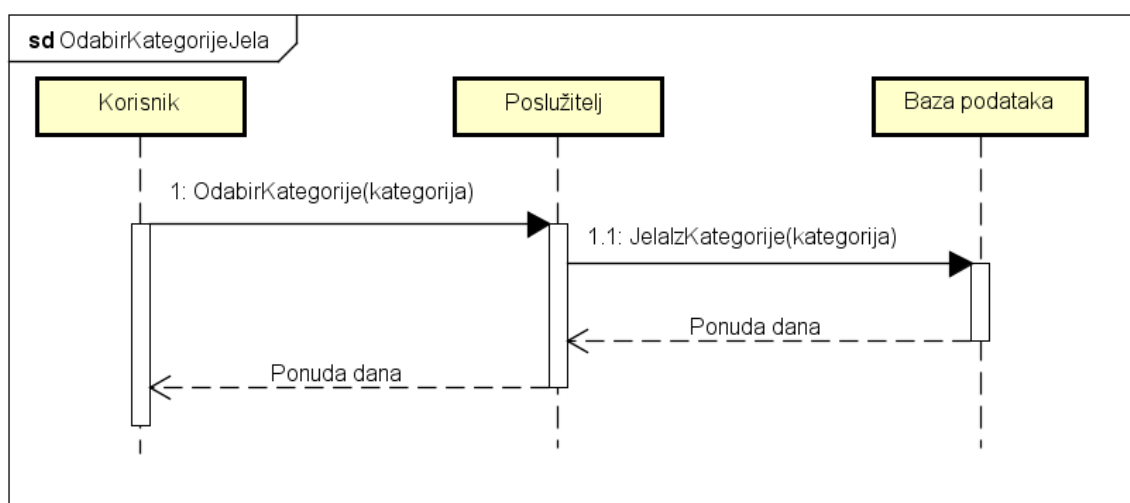 sd OdabirKategorijeJela
Korisnik
Poslužitelj
Baza podataka
1: OdabirKategorije(kategorija)
1.1: JelaIzKategorije(kategorija)
Ponuda dana
Ponuda dana